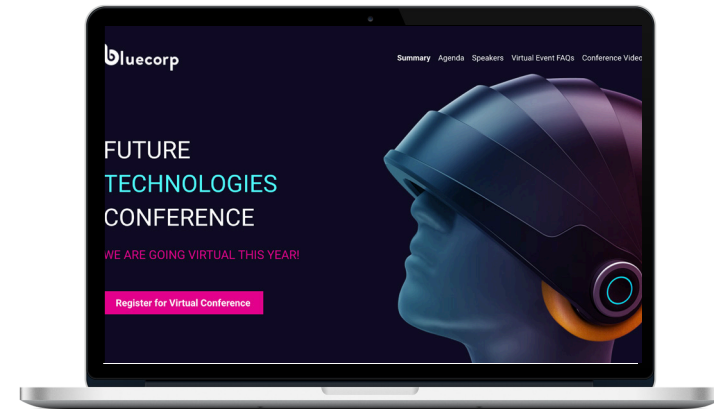 bluecorp
Summary Agenda Speakers Virtual Event FAQs Conference Video
FUTURE
TECHNOLOGIES
CONFERENCE
WE ARE GOING VIRTUAL THIS YEAR!
Register for Virtual Conference